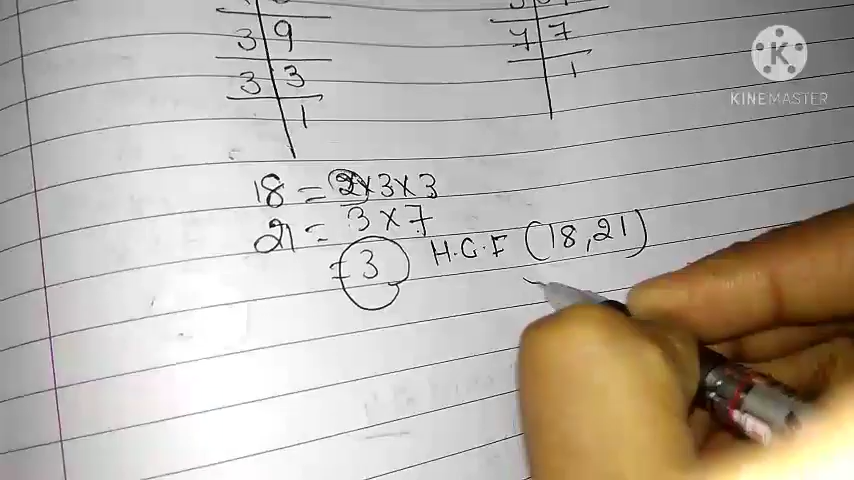 3 9
3 3
1
7 7
1
18 = 2×3×3
21 = 3×7
= 3 H.C.F (18,21)
K
KINEMASTER